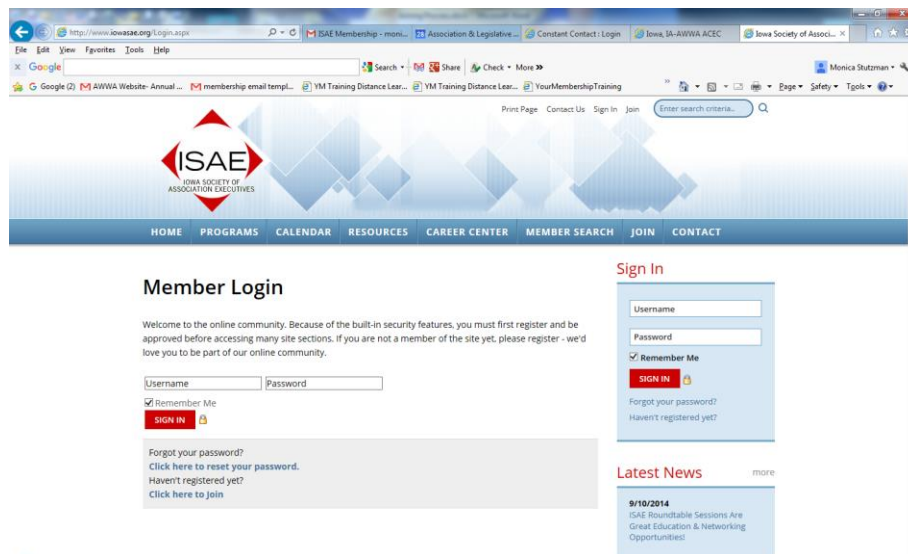 http://www.iowasae.org/Login.aspx
ISAE Membership - moni...
Association & Legislative ...
Constant Contact : Login
Iowa, IA-AWWA ACEC
Iowa Society of Associ... ×
File Edit View Favorites Tools Help
x Google
Search
Share
Check
More »
Monica Stutzman
G Google (2)
AWWA Website- Annual ...
membership email templ...
YM Training Distance Lear...
YM Training Distance Lear...
YourMembershipTraining
»
Page
Safety
Tools
Print Page Contact Us Sign In Join
Enter search criteria...
ISAE
IOWA SOCIETY OF
ASSOCIATION EXECUTIVES
HOME PROGRAMS CALENDAR RESOURCES CAREER CENTER MEMBER SEARCH JOIN CONTACT
Member Login
Welcome to the online community. Because of the built-in security features, you must first register and be
approved before accessing many site sections. If you are not a member of the site yet, please register - we'd
love you to be part of our online community.
Username Password
Remember Me
SIGN IN
Forgot your password?
Click here to reset your password.
Haven't registered yet?
Click here to Join
Sign In
Username
Password
Remember Me
SIGN IN
Forgot your password?
Haven't registered yet?
Latest News more
9/10/2014
ISAE Roundtable Sessions Are
Great Education & Networking
Opportunities!